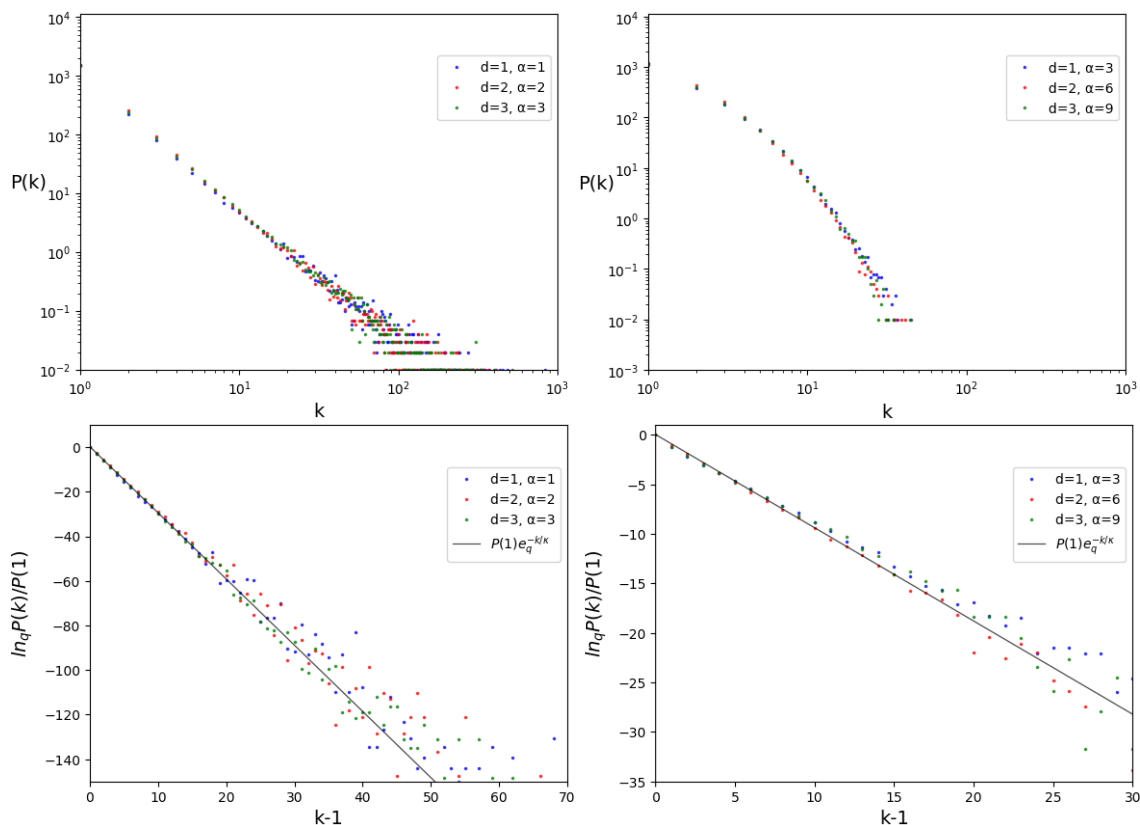 10⁴
10³
10²
10¹
10⁰
10⁻¹
10⁻²
P(k)
10⁰ 10¹ 10² 10³
k
d=1, α=1
d=2, α=2
d=3, α=3
10⁴
10³
10²
10¹
10⁰
10⁻¹
10⁻²
10⁻³
P(k)
10⁰ 10¹ 10² 10³
k
d=1, α=3
d=2, α=6
d=3, α=9
0
−20
−40
−60
−80
−100
−120
−140
ln_qP(k)/P(1)
0 10 20 30 40 50 60 70
k-1
d=1, α=1
d=2, α=2
d=3, α=3
P(1)e_q^{−k/κ}
0
−5
−10
−15
−20
−25
−30
−35
ln_qP(k)/P(1)
0 5 10 15 20 25 30
k-1
d=1, α=3
d=2, α=6
d=3, α=9
P(1)e_q^{−k/κ}